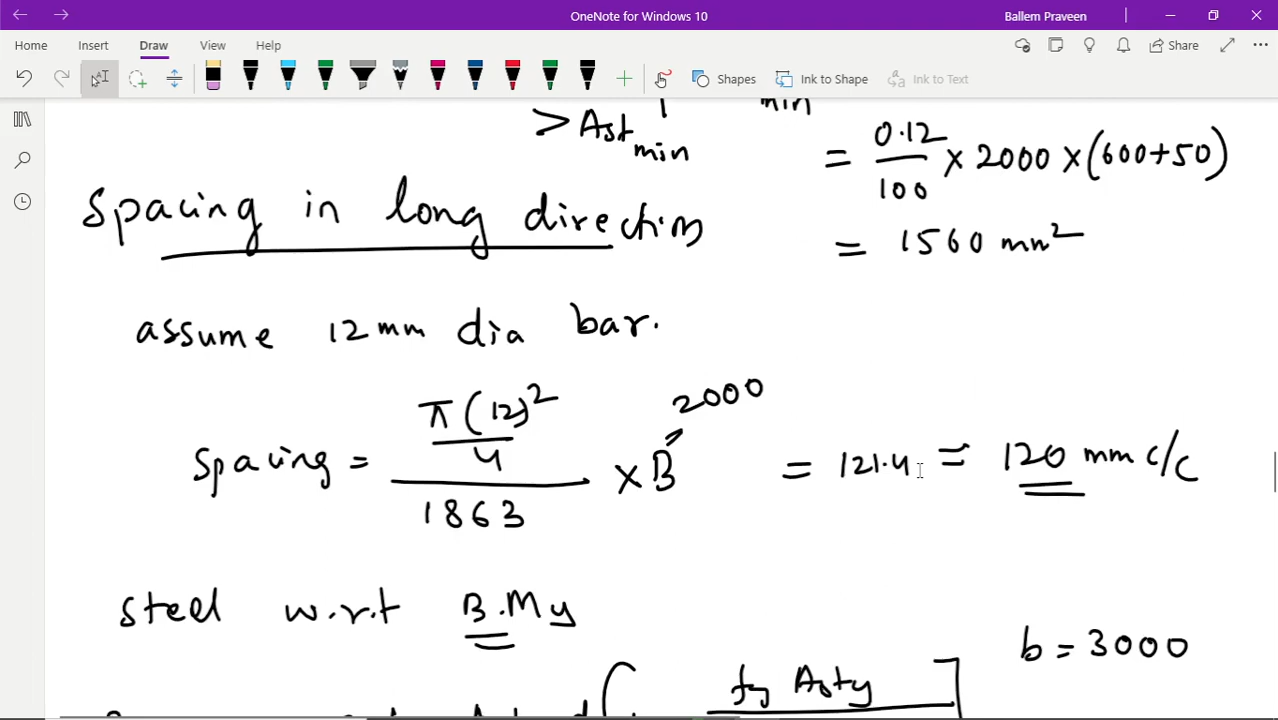 OneNote for Windows 10
Ballem Praveen
Home Insert Draw View Help
Share
Shapes Ink to Shape Ink to Text
> Ast min
min
= 0.12/100 × 2000 × (600+50)
= 1560 mm²
Spacing in long direction
assume 12mm dia bar.
Spacing = (π(12)²/4)/1863 × B 2000 = 121.4 = 120 mm c/c
steel w.r.t B.My
b = 3000
fy Asty